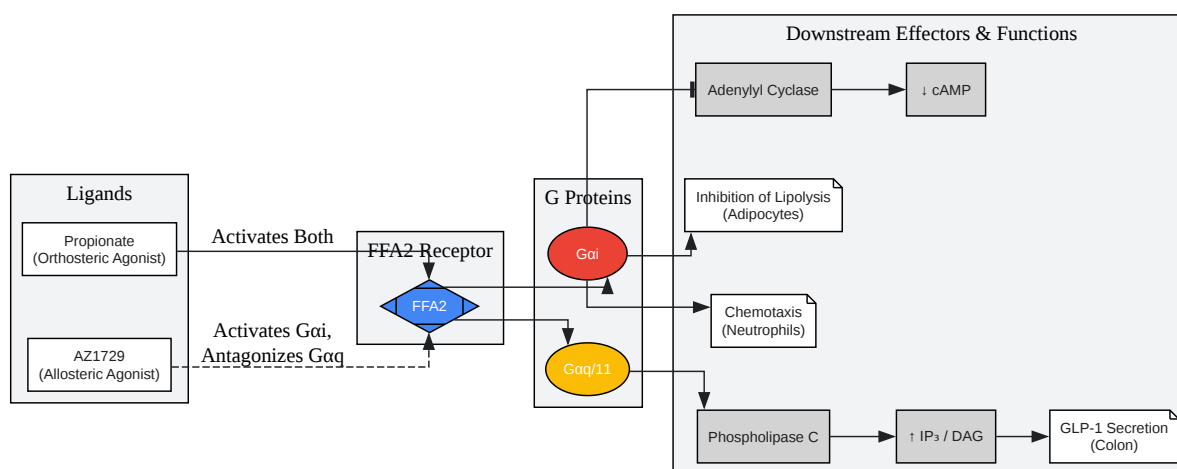 Ligands
Propionate
(Orthosteric Agonist)
AZ1729
(Allosteric Agonist)
Activates Both
Activates Gαi,
Antagonizes Gαq
FFA2 Receptor
FFA2
G Proteins
Gαi
Gαq/11
Downstream Effectors & Functions
Adenylyl Cyclase
↓ cAMP
Inhibition of Lipolysis
(Adipocytes)
Chemotaxis
(Neutrophils)
Phospholipase C
↑ IP₃ / DAG
GLP-1 Secretion
(Colon)